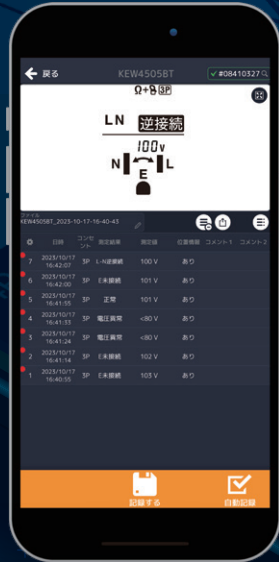 戻る KEW4505BT #08410327
Ω+ 3P
LN 逆接続
100v
N E L
ファイル
KEW4505BT_2023-10-17-16-40-43
日時 コンセント 測定結果 測定値 位置情報 コメント1 コメント2
7 2023/10/17 16:42:07 3P L-N逆接続 100 V あり
6 2023/10/17 16:42:00 3P E未接続 101 V あり
5 2023/10/17 16:41:55 3P 正常 101 V あり
4 2023/10/17 16:41:33 3P 電圧異常 <80 V あり
3 2023/10/17 16:41:24 3P 電圧異常 <80 V あり
2 2023/10/17 16:41:14 3P E未接続 102 V あり
1 2023/10/17 16:40:55 3P E未接続 103 V あり
記録する 自動記録